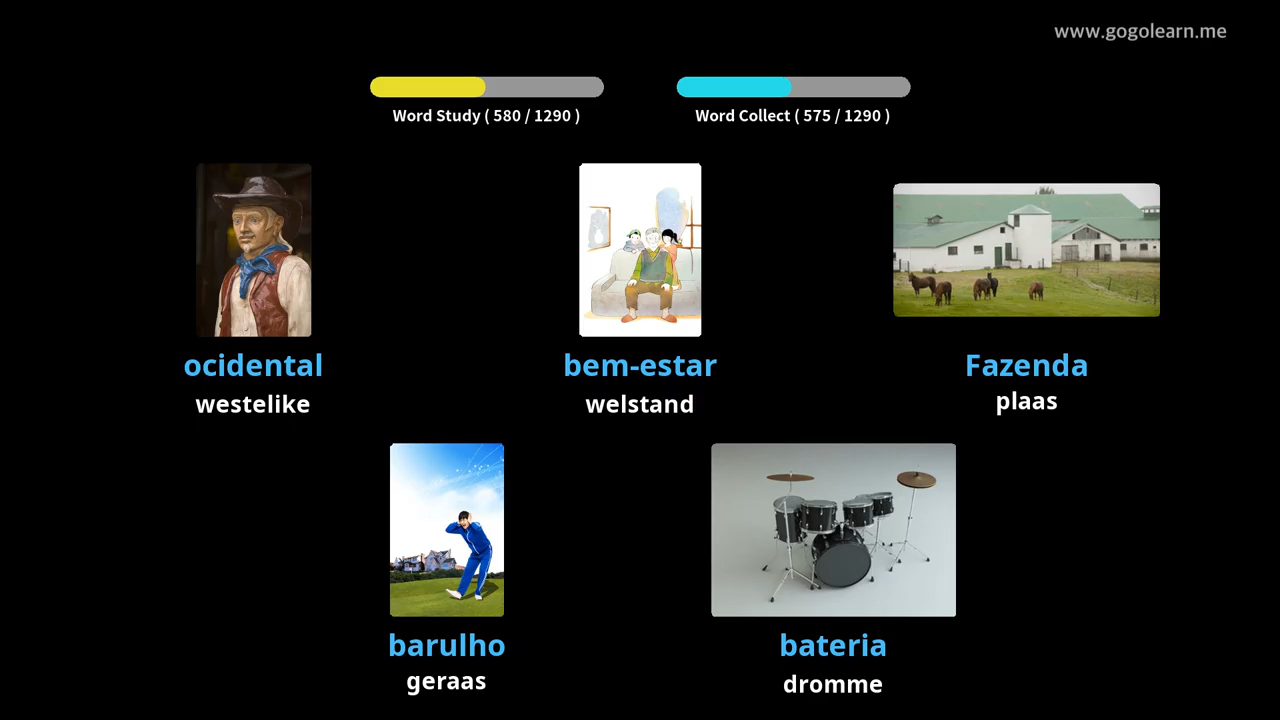 www.gogolearn.me
Word Study ( 580 / 1290 )
Word Collect ( 575 / 1290 )
ocidental
westelike
bem-estar
welstand
Fazenda
plaas
barulho
geraas
bateria
dromme